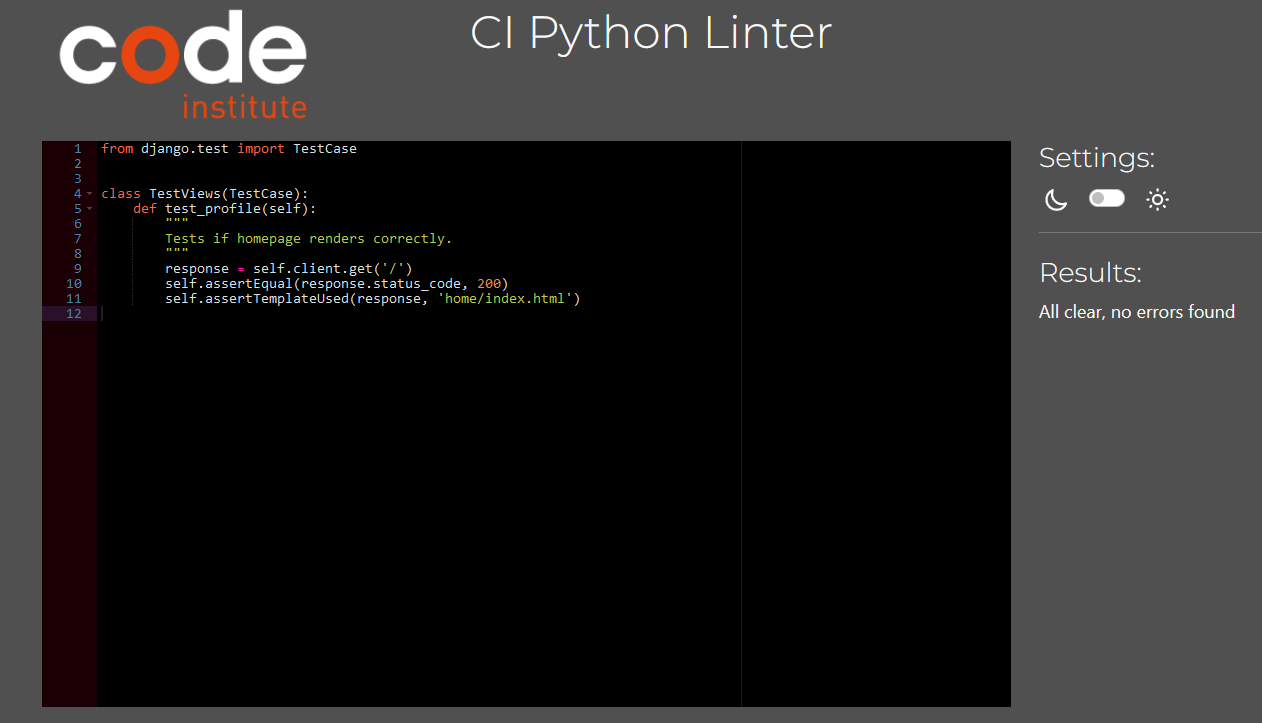 code
institute
CI Python Linter
1 from django.test import TestCase
2
3
4 class TestViews(TestCase):
5     def test_profile(self):
6         """
7         Tests if homepage renders correctly.
8         """
9         response = self.client.get('/')
10         self.assertEqual(response.status_code, 200)
11         self.assertTemplateUsed(response, 'home/index.html')
12
Settings:
Results:
All clear, no errors found